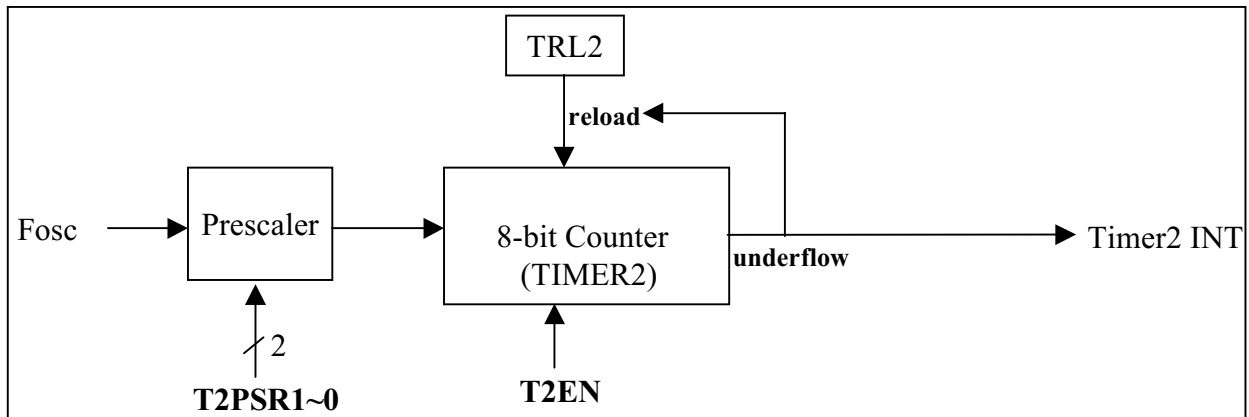 TRL2
reload
Fosc
Prescaler
8-bit Counter
(TIMER2)
underflow
Timer2 INT
2
T2PSR1~0
T2EN